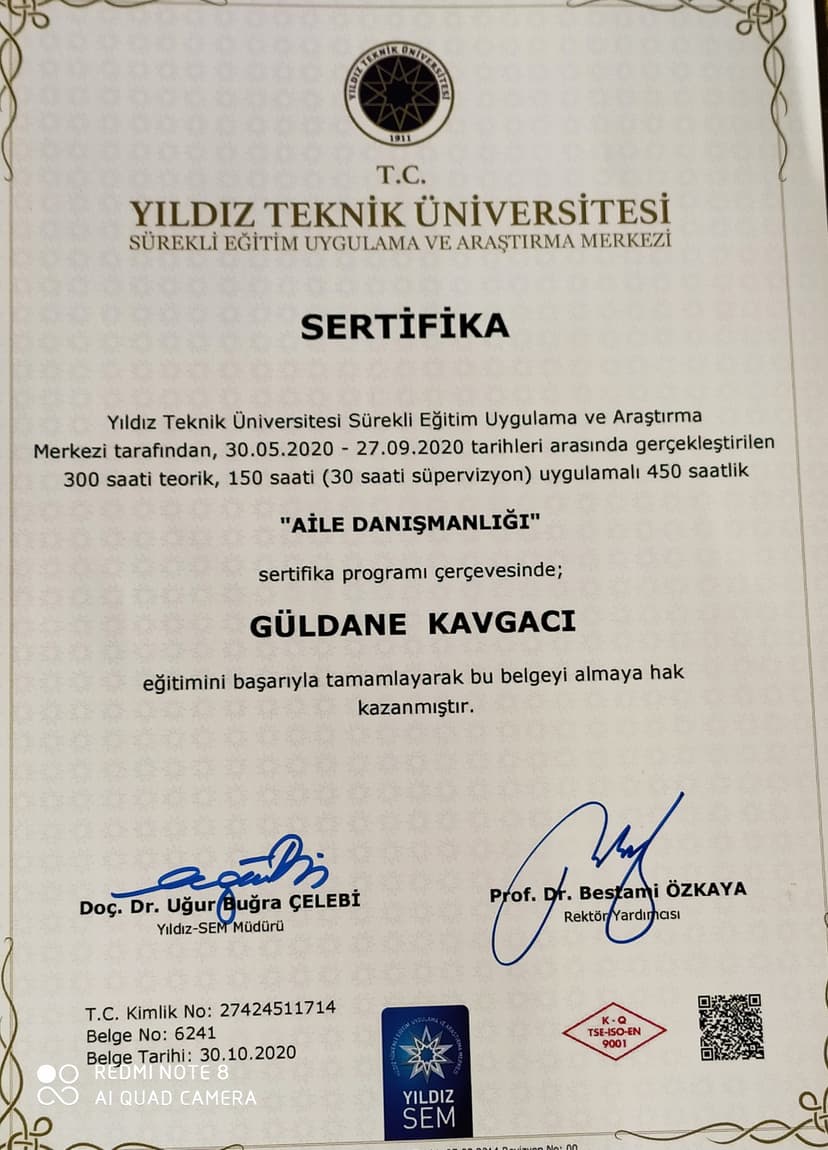 YILDIZ TEKNİK ÜNİVERSİTESİ
1911
T.C.
YILDIZ TEKNİK ÜNİVERSİTESİ
SÜREKLİ EĞİTİM UYGULAMA VE ARAŞTIRMA MERKEZİ
SERTİFİKA
Yıldız Teknik Üniversitesi Sürekli Eğitim Uygulama ve Araştırma
Merkezi tarafından, 30.05.2020 - 27.09.2020 tarihleri arasında gerçekleştirilen
300 saati teorik, 150 saati (30 saati süpervizyon) uygulamalı 450 saatlik
"AİLE DANIŞMANLIĞI"
sertifika programı çerçevesinde;
GÜLDANE KAVGACI
eğitimini başarıyla tamamlayarak bu belgeyi almaya hak
kazanmıştır.
Doç. Dr. Uğur Buğra ÇELEBİ
Yıldız-SEM Müdürü
Prof. Dr. Bestami ÖZKAYA
Rektör Yardımcısı
T.C. Kimlik No: 27424511714
Belge No: 6241
Belge Tarihi: 30.10.2020
YILDIZ
SEM
K - Q
TSE-ISO-EN
9001
REDMI NOTE 8
AI QUAD CAMERA